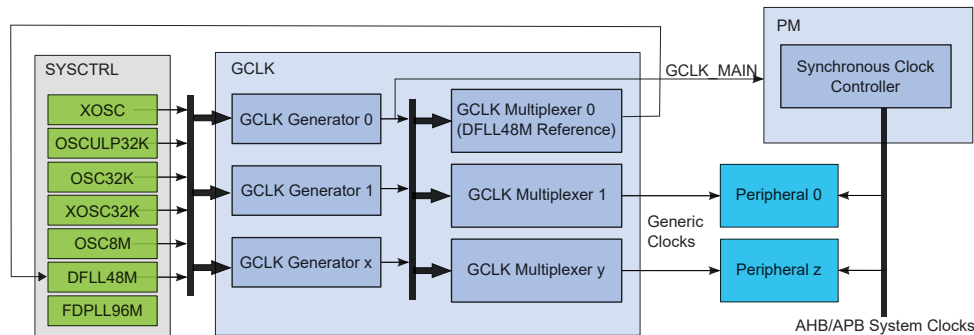 PM
SYSCTRL
GCLK
GCLK_MAIN
Synchronous Clock
Controller
XOSC
OSCULP32K
OSC32K
XOSC32K
OSC8M
DFLL48M
FDPLL96M
GCLK Generator 0
GCLK Generator 1
GCLK Generator x
GCLK Multiplexer 0
(DFLL48M Reference)
GCLK Multiplexer 1
GCLK Multiplexer y
Generic
Clocks
Peripheral 0
Peripheral z
AHB/APB System Clocks